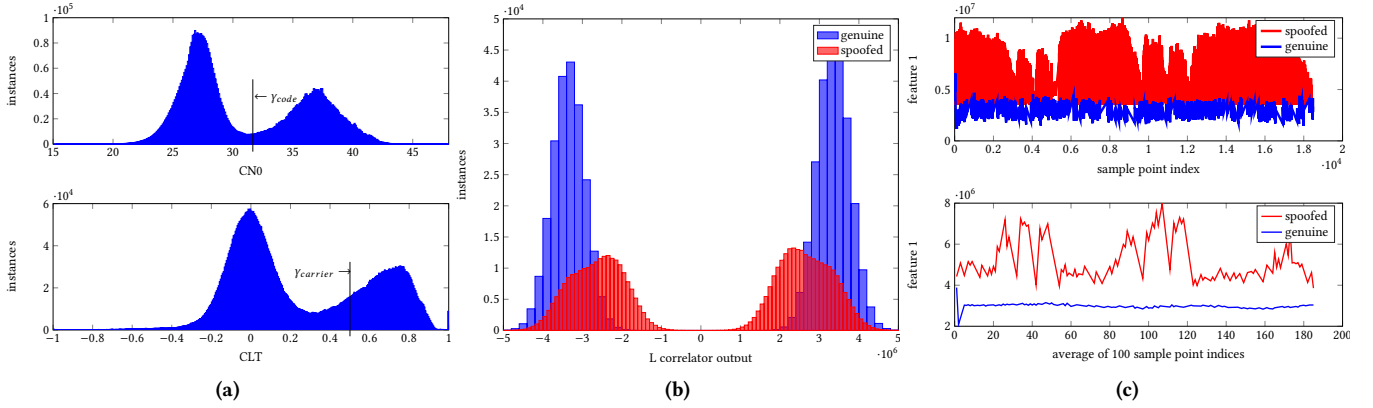 ·10^5
1
0.8
0.6
0.4
0.2
0
instances
← γcode
15 20 25 30 35 40 45
CN0
·10^4
6
4
2
0
instances
γcarrier →
−1 −0.8 −0.6 −0.4 −0.2 0 0.2 0.4 0.6 0.8 1
CLT
(a)
·10^4
5
4.5
4
3.5
3
2.5
2
1.5
1
0.5
0
instances
genuine
spoofed
−5 −4 −3 −2 −1 0 1 2 3 4 5
·10^6
L correlator output
(b)
·10^7
1
0.5
0
feature 1
spoofed
genuine
0 0.2 0.4 0.6 0.8 1 1.2 1.4 1.6 1.8 2
·10^4
sample point index
·10^6
8
6
4
2
feature 1
spoofed
genuine
0 20 40 60 80 100 120 140 160 180 200
average of 100 sample point indices
(c)